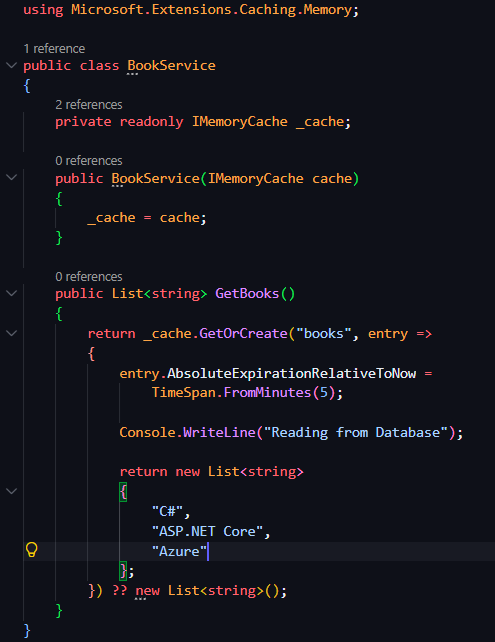 using Microsoft.Extensions.Caching.Memory;
1 reference
public class BookService
{
2 references
private readonly IMemoryCache _cache;
0 references
public BookService(IMemoryCache cache)
{
_cache = cache;
}
0 references
public List<string> GetBooks()
{
return _cache.GetOrCreate("books", entry =>
{
entry.AbsoluteExpirationRelativeToNow =
TimeSpan.FromMinutes(5);
Console.WriteLine("Reading from Database");
return new List<string>
{
"C#",
"ASP.NET Core",
"Azure"
};
}) ?? new List<string>();
}
}